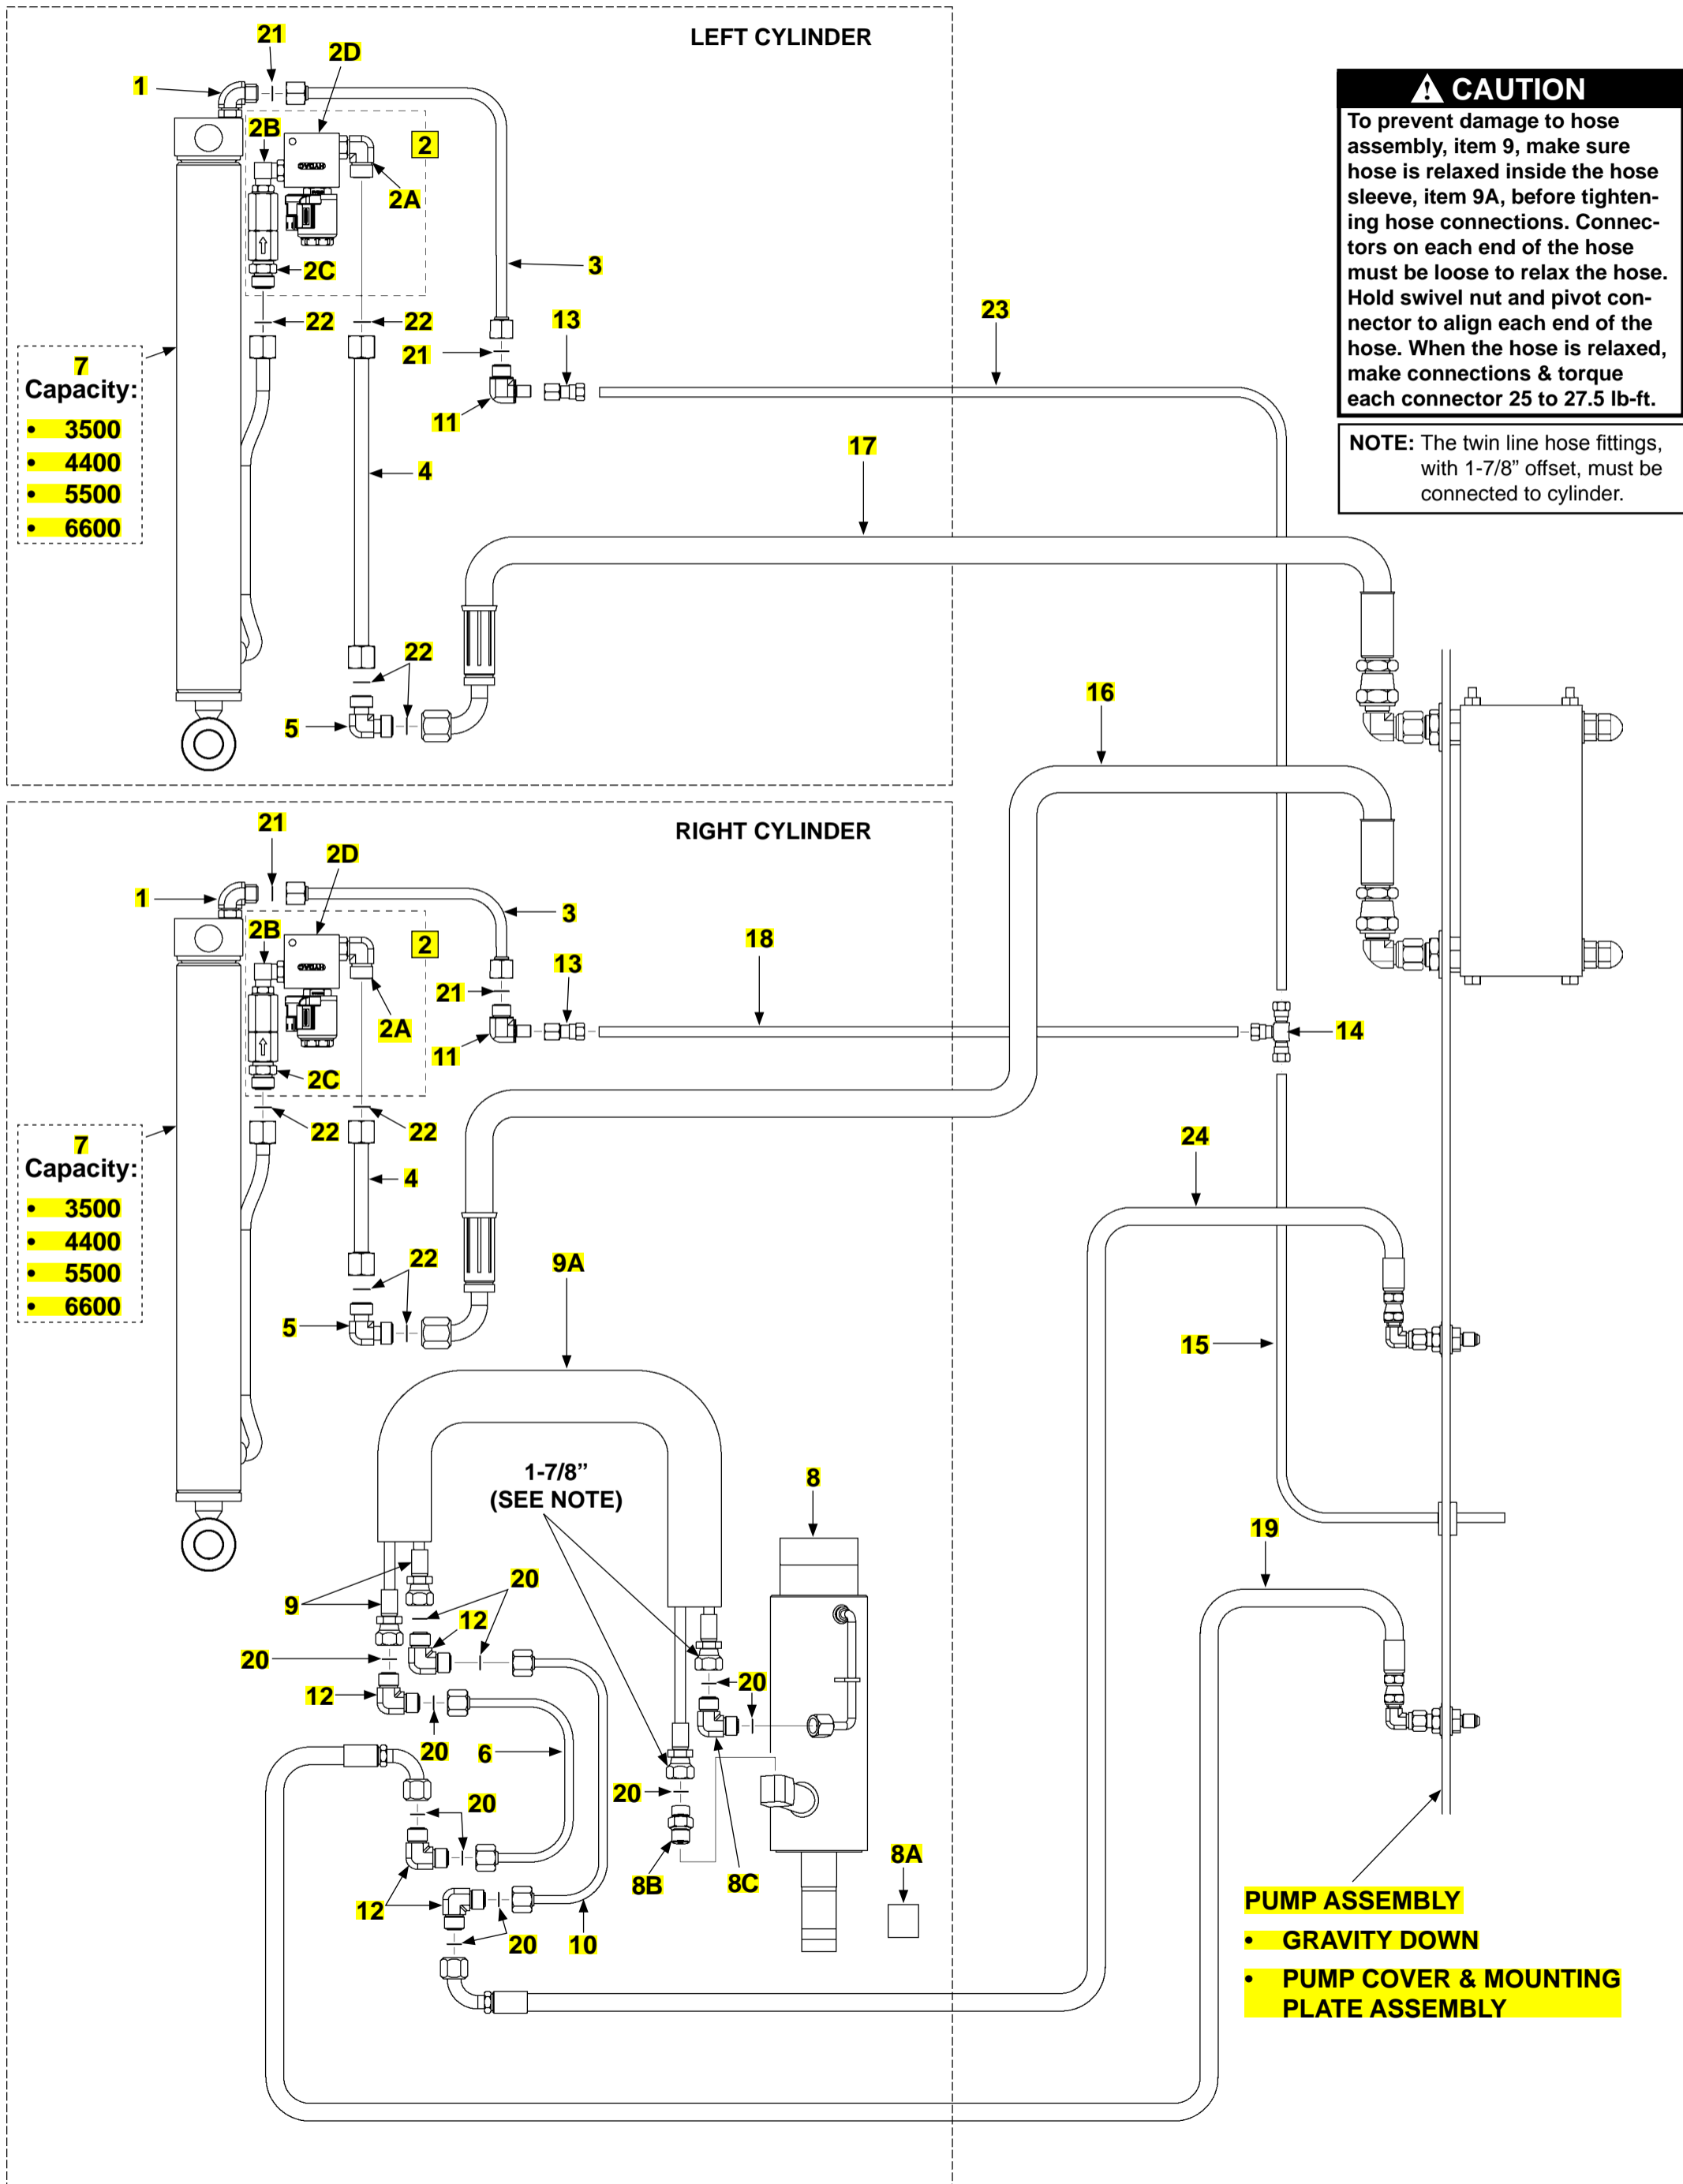 LEFT CYLINDER
21
2D
1
2B
2
HYDAC
2A
2C
3
22
22
21
13
23
11
7
Capacity:
• 3500
• 4400
• 5500
• 6600
4
17
22
5
16
CAUTION
To prevent damage to hose
assembly, item 9, make sure
hose is relaxed inside the hose
sleeve, item 9A, before tighten-
ing hose connections. Connec-
tors on each end of the hose
must be loose to relax the hose.
Hold swivel nut and pivot con-
nector to align each end of the
hose. When the hose is relaxed,
make connections & torque
each connector 25 to 27.5 lb-ft.
NOTE: The twin line hose fittings,
with 1-7/8” offset, must be
connected to cylinder.
RIGHT CYLINDER
21
2D
1
2B
2
HYDAC
2A
2C
3
18
13
21
11
14
22
22
7
Capacity:
• 3500
• 4400
• 5500
• 6600
4
24
22
5
9A
15
1-7/8”
(SEE NOTE)
8
19
9
20
12
20
12
20
20
6
20
20
8B
8C
8A
12
20
10
PUMP ASSEMBLY
• GRAVITY DOWN
• PUMP COVER & MOUNTING
PLATE ASSEMBLY